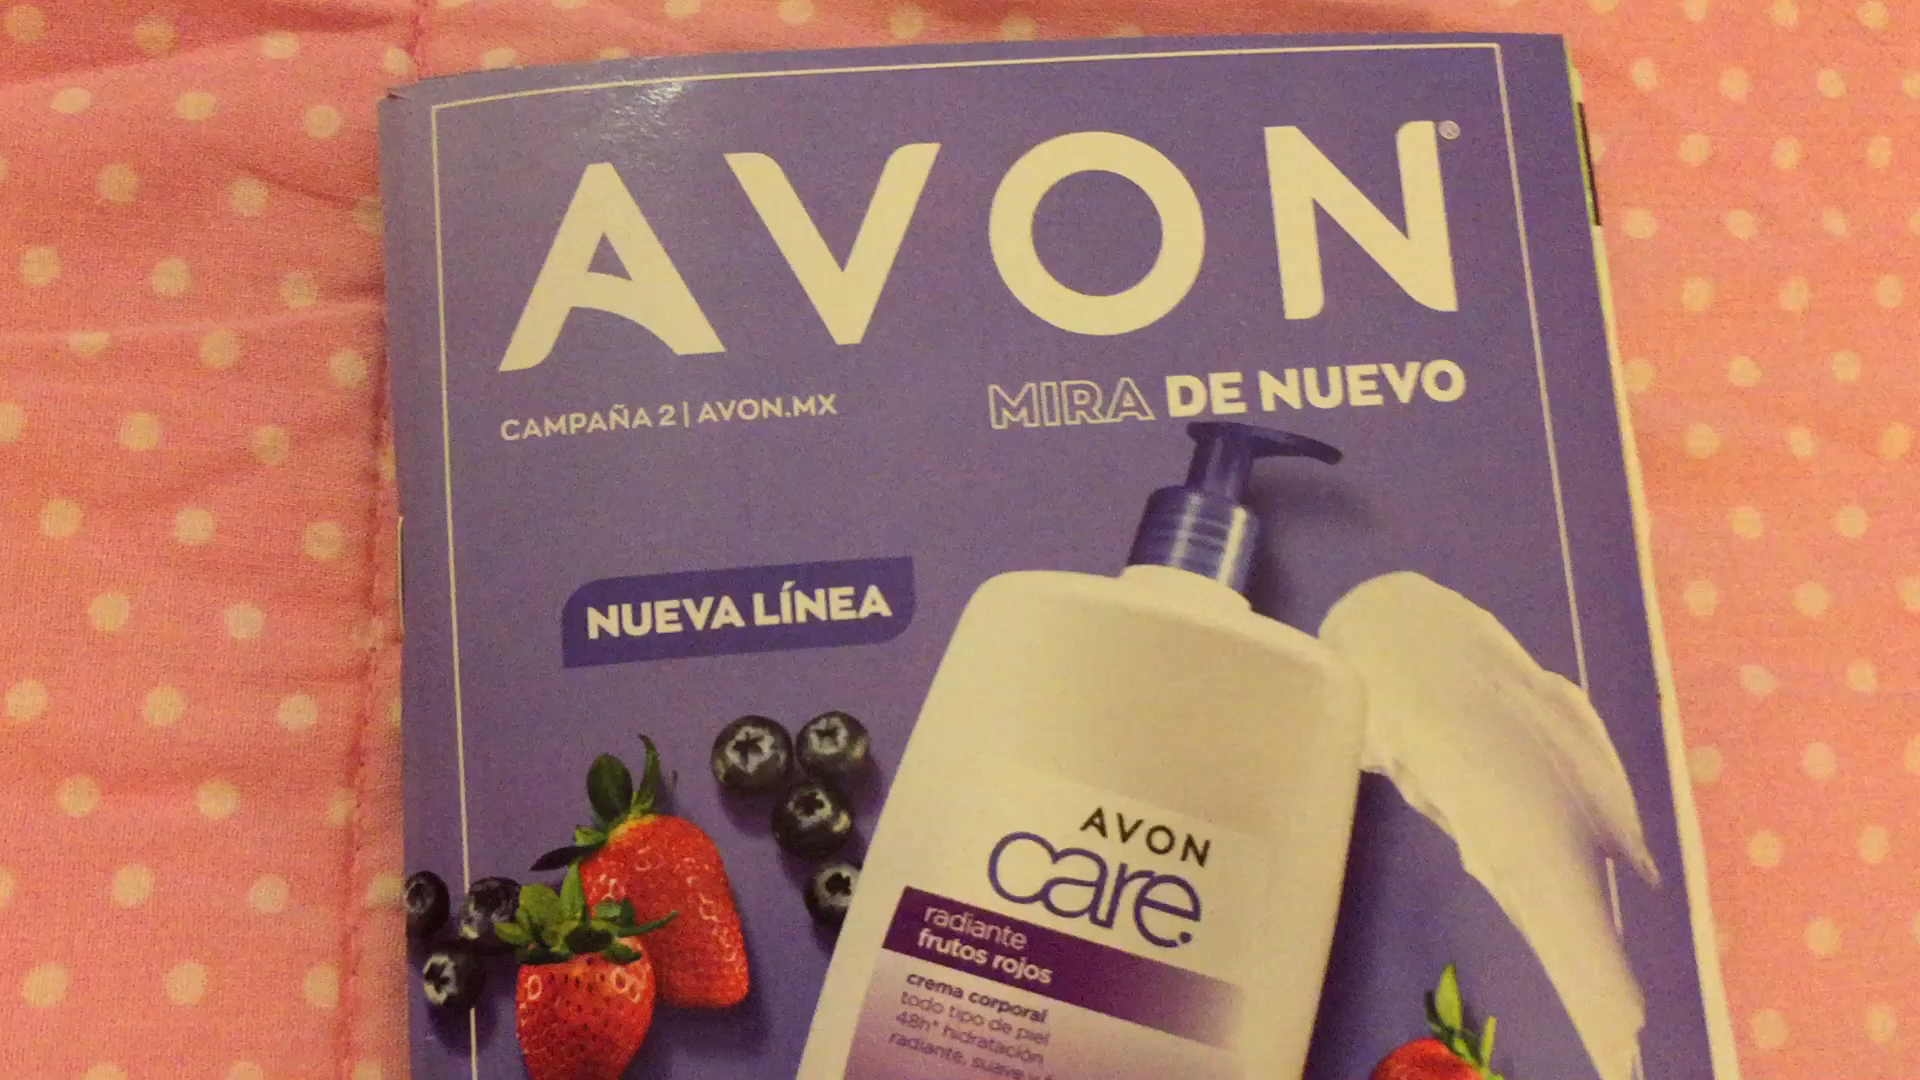 AVON®
CAMPAÑA 2 | AVON.MX
MIRA DE NUEVO
NUEVA LÍNEA
AVON
care.
radiante
frutos rojos
crema corporal
todo tipo de piel
48h* hidratación
radiante, suave